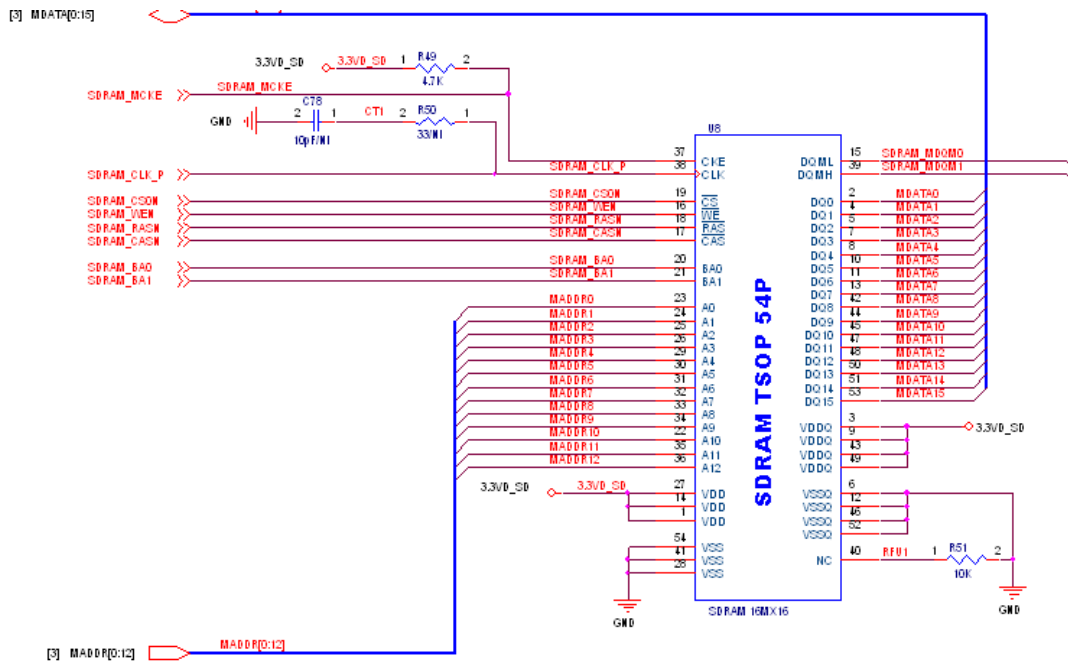 [3] MDATA[0:15]
3.3VD_SD 3.3VD_SD 1 R49 2
4.7K
SDRAM_MCKE SDRAM_MCKE
C78
GND 2 1 CT1 2 R50 1
10pF/NI 33/NI
U8
37 CKE DQML 15 SDRAM_MDQM0
SDRAM_CLK_P SDRAM_CLK_P 38 CLK DQMH 39 SDRAM_MDQM1
SDRAM_CS0N SDRAM_CS0N 19 CS DQ0 2 MDATA0
SDRAM_WEN SDRAM_WEN 16 WE DQ1 4 MDATA1
SDRAM_RASN SDRAM_RASN 18 RAS DQ2 5 MDATA2
SDRAM_CASN SDRAM_CASN 17 CAS DQ3 7 MDATA3
DQ4 8 MDATA4
SDRAM_BA0 SDRAM_BA0 20 BA0 DQ5 10 MDATA5
SDRAM_BA1 SDRAM_BA1 21 BA1 DQ6 11 MDATA6
DQ7 13 MDATA7
MADDR0 23 A0 DQ8 42 MDATA8
MADDR1 24 A1 DQ9 44 MDATA9
MADDR2 25 A2 DQ10 45 MDATA10
MADDR3 26 A3 DQ11 47 MDATA11
MADDR4 29 A4 DQ12 48 MDATA12
MADDR5 30 A5 DQ13 50 MDATA13
MADDR6 31 A6 DQ14 51 MDATA14
MADDR7 32 A7 DQ15 53 MDATA15
MADDR8 33 A8
MADDR9 34 A9 VDDQ 3
MADDR10 22 A10 VDDQ 9 3.3VD_SD
MADDR11 35 A11 VDDQ 43
MADDR12 36 A12 VDDQ 49
SDRAM TSOP 54P
3.3VD_SD 3.3VD_SD 27 VDD VSSQ 6
14 VDD VSSQ 12
1 VDD VSSQ 46
VSSQ 52
54 VSS
41 VSS NC 40 RFU1 1 R51 2
28 VSS 10K
GND
SDRAM 16MX16
GND
[3] MADDR[0:12] MADDR[0:12]